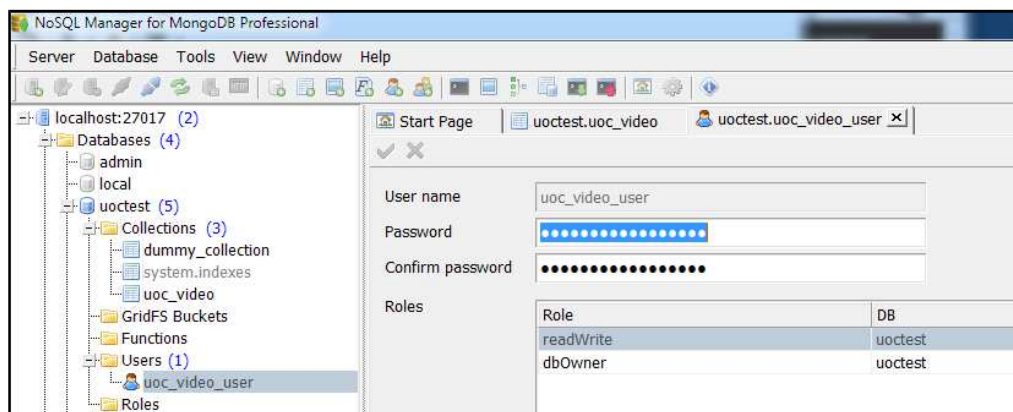 NoSQL Manager for MongoDB Professional
Server Database Tools View Window Help
localhost:27017 (2)
Databases (4)
admin
local
uoctest (5)
Collections (3)
dummy_collection
system.indexes
uoc_video
GridFS Buckets
Functions
Users (1)
uoc_video_user
Roles
Start Page uoctest.uoc_video uoctest.uoc_video_user
User name uoc_video_user
Password •••••••••••••••••
Confirm password •••••••••••••••••
Roles
Role DB
readWrite uoctest
dbOwner uoctest